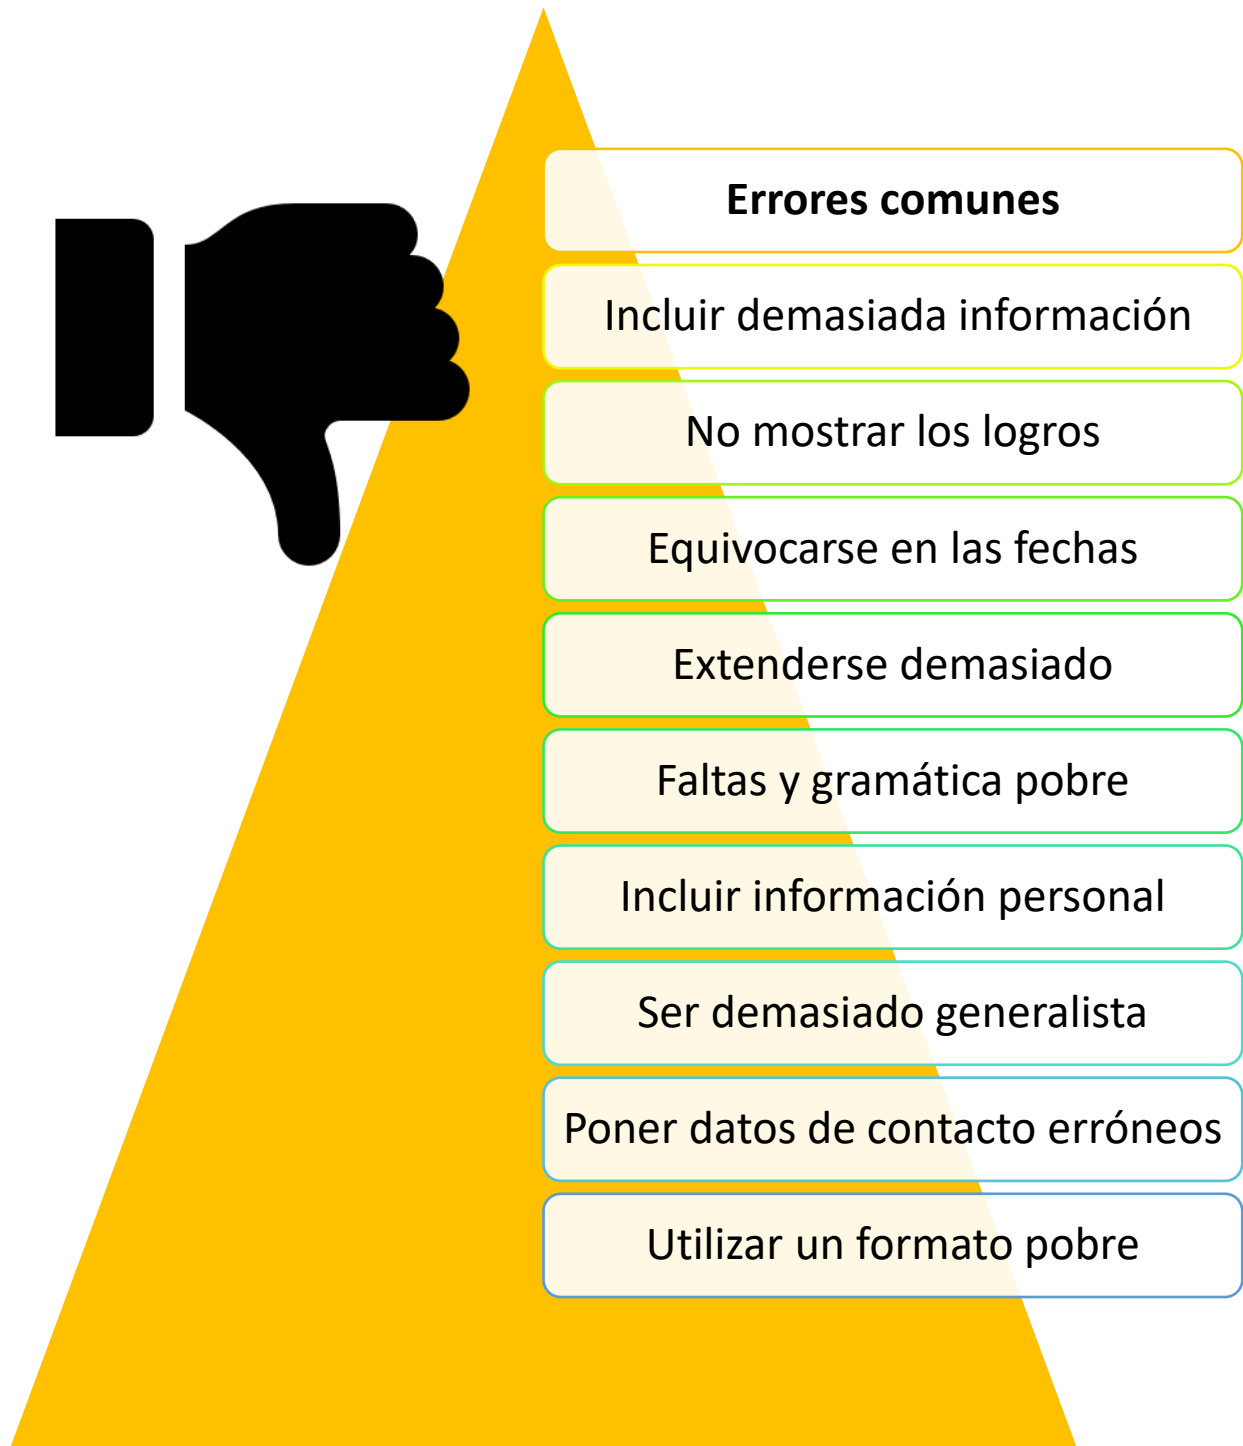 Errores comunes
Incluir demasiada información
No mostrar los logros
Equivocarse en las fechas
Extenderse demasiado
Faltas y gramática pobre
Incluir información personal
Ser demasiado generalista
Poner datos de contacto erróneos
Utilizar un formato pobre